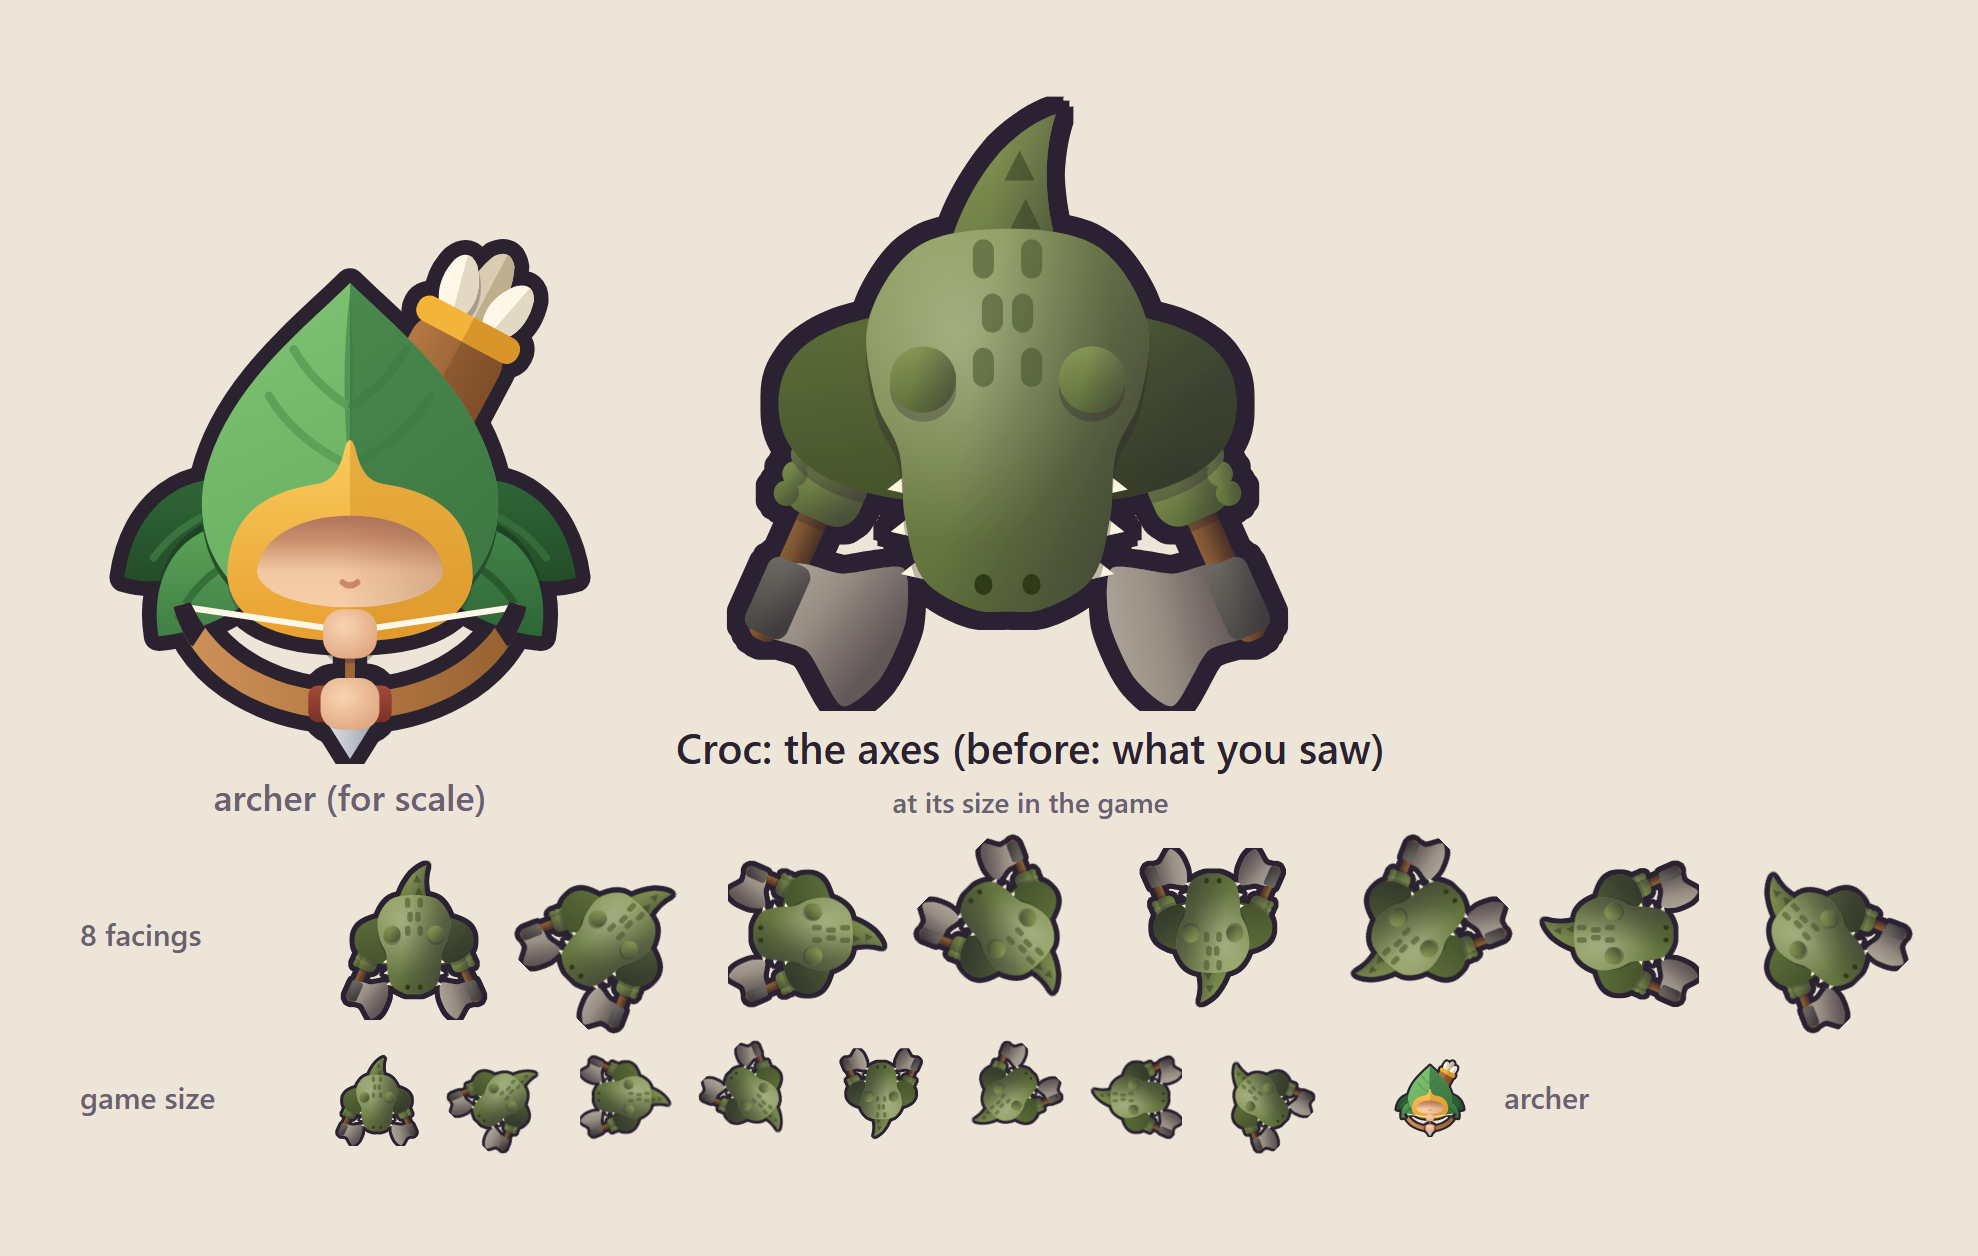 Croc: the axes (before: what you saw)
archer (for scale)
at its size in the game
8 facings
game size
archer